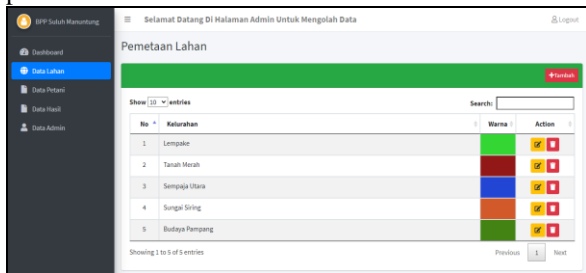 BPP Suluh Manuntung
Selamat Datang Di Halaman Admin Untuk Mengolah Data
Logout
Dashboard
Data Lahan
Data Petani
Data Hasil
Data Admin
Pemetaan Lahan
+Tambah
Show 10 entries
Search:
No Kelurahan Warna Action
1 Lempake
2 Tanah Merah
3 Sempaja Utara
4 Sungai Siring
5 Budaya Pampang
Showing 1 to 5 of 5 entries
Previous 1 Next